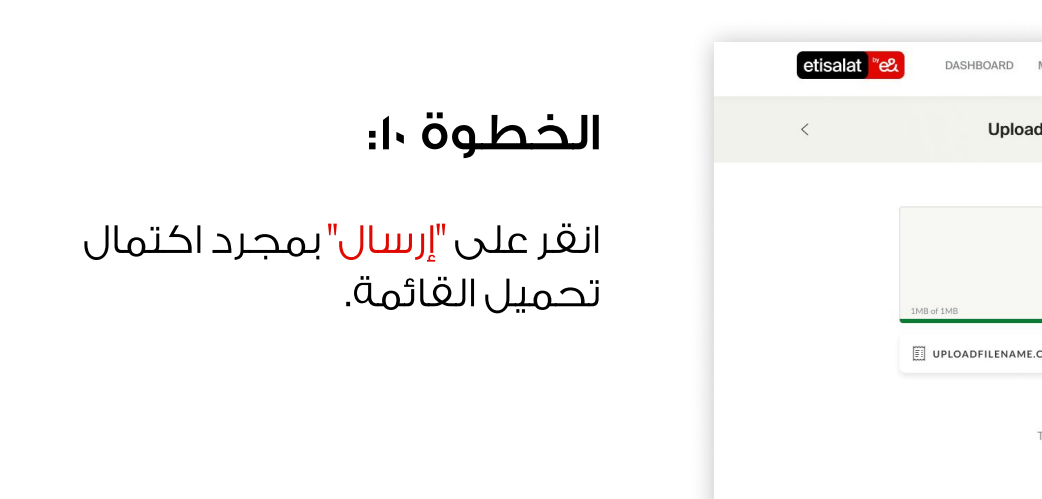 الخطوة ١٠:
انقر على "إرسال" بمجرد اكتمال
تحميل القائمة.
etisalat by e&
DASHBOARD
Upload
1MB of 1MB
UPLOADFILENAME.C